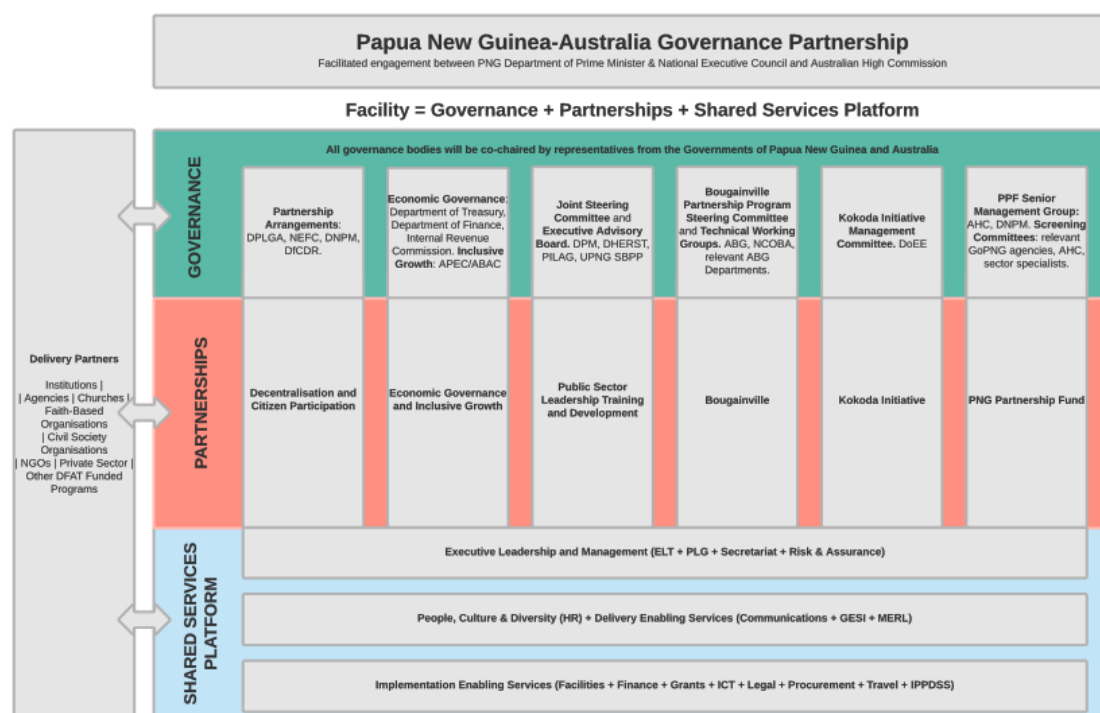 Papua New Guinea-Australia Governance Partnership
Facilitated engagement between PNG Department of Prime Minister & National Executive Council and Australian High Commission
Facility = Governance + Partnerships + Shared Services Platform
Delivery Partners
Institutions |
| Agencies | Churches |
Faith-Based
Organisations
| Civil Society
Organisations
| NGOs | Private Sector |
Other DFAT Funded
Programs
GOVERNANCE
All governance bodies will be co-chaired by representatives from the Governments of Papua New Guinea and Australia
Partnership
Arrangements:
DPLGA, NEFC, DNPM,
DfCDR.
Economic Governance:
Department of Treasury,
Department of Finance,
Internal Revenue
Commission. Inclusive
Growth: APEC/ABAC
Joint Steering
Committee and
Executive Advisory
Board. DPM, DHERST,
PILAG, UPNG SBPP
Bougainville
Partnership Program
Steering Committee
and Technical Working
Groups. ABG, NCOBA,
relevant ABG
Departments.
Kokoda Initiative
Management
Committee. DoEE
PPF Senior
Management Group:
AHC, DNPM. Screening
Committees: relevant
GoPNG agencies, AHC,
sector specialists.
PARTNERSHIPS
Decentralisation and
Citizen Participation
Economic Governance
and Inclusive Growth
Public Sector
Leadership Training
and Development
Bougainville
Kokoda Initiative
PNG Partnership Fund
SHARED SERVICES
PLATFORM
Executive Leadership and Management (ELT + PLG + Secretariat + Risk & Assurance)
People, Culture & Diversity (HR) + Delivery Enabling Services (Communications + GESI + MERL)
Implementation Enabling Services (Facilities + Finance + Grants + ICT + Legal + Procurement + Travel + IPPDSS)